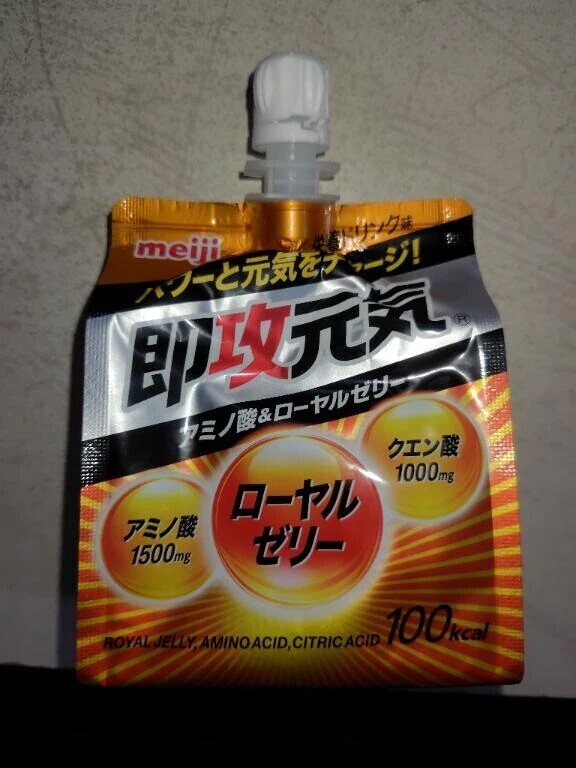 meiji
栄養ドリンク味
パワーと元気をチャージ!
即攻元気®
アミノ酸&ローヤルゼリー
クエン酸
1000mg
ローヤル
ゼリー
アミノ酸
1500mg
ROYAL JELLY, AMINO ACID, CITRIC ACID 100kcal